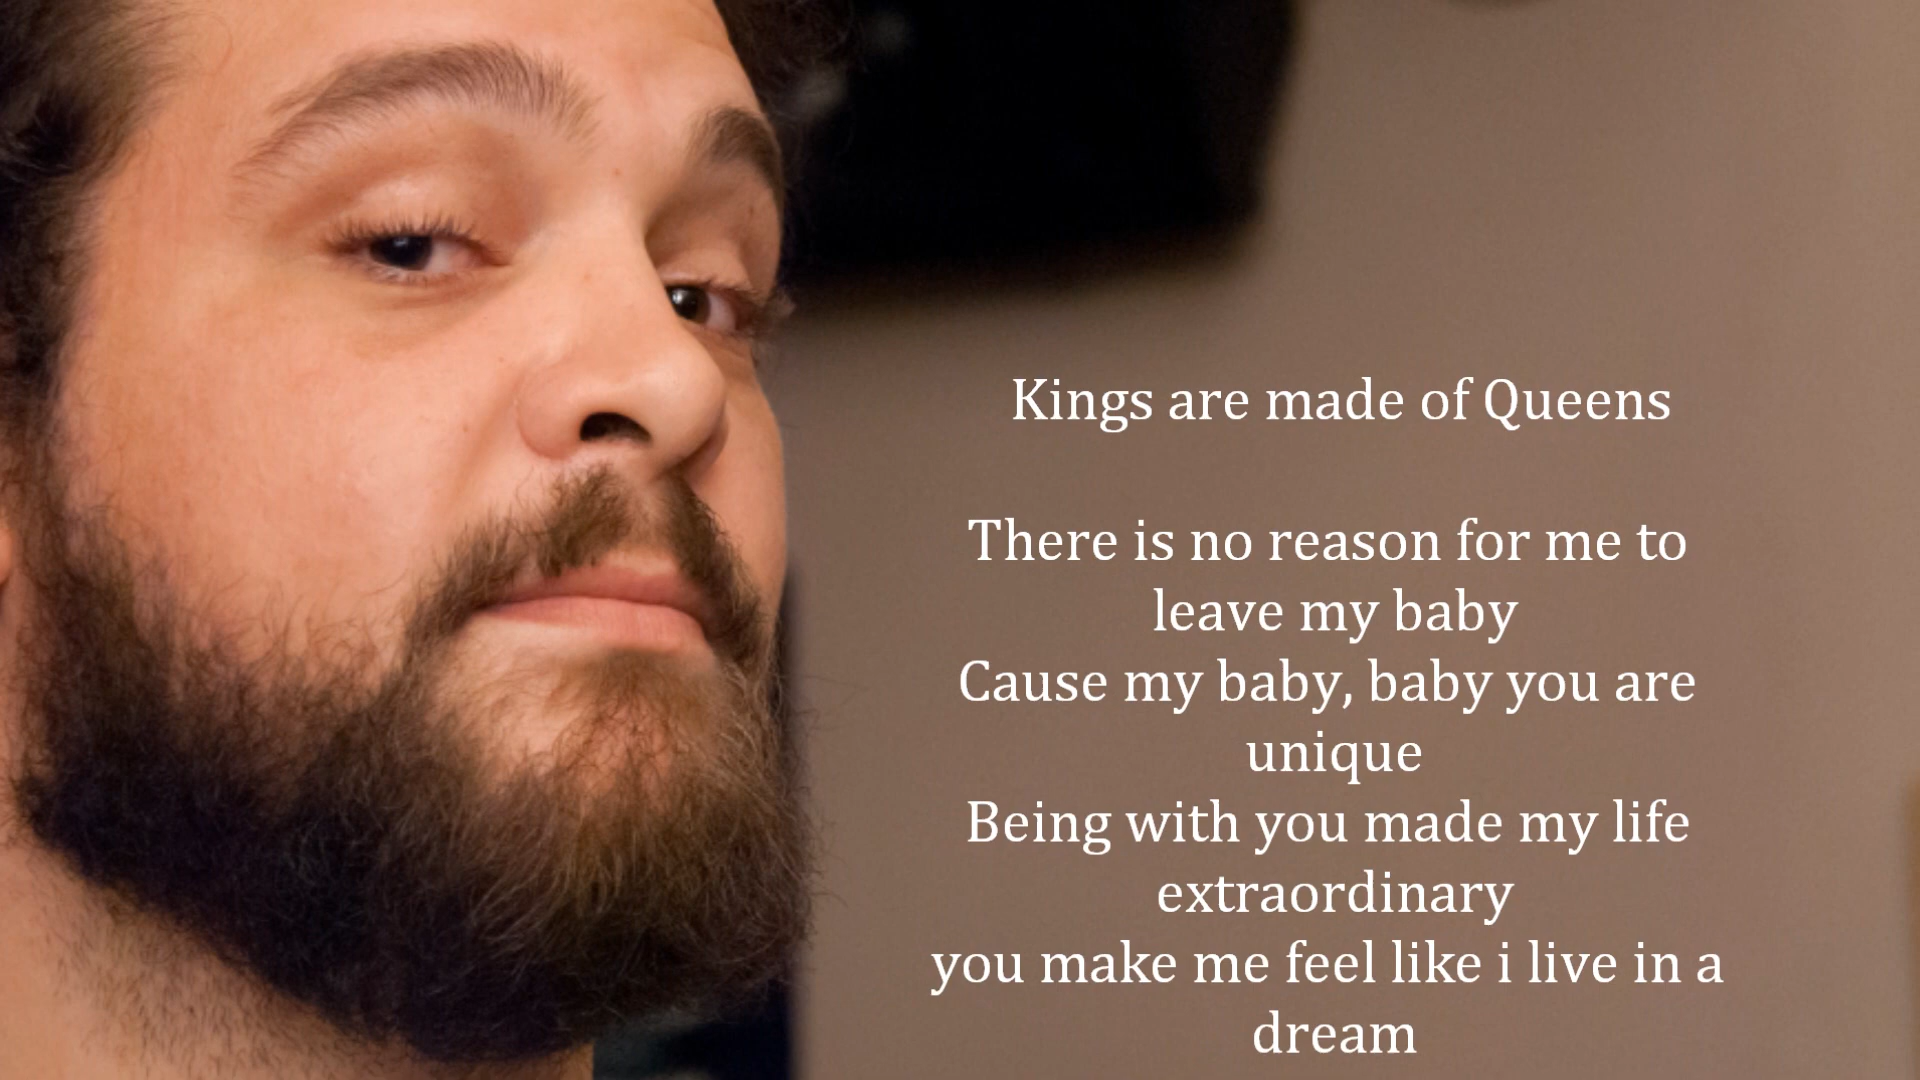 Kings are made of Queens
There is no reason for me to
leave my baby
Cause my baby, baby you are
unique
Being with you made my life
extraordinary
you make me feel like i live in a
dream